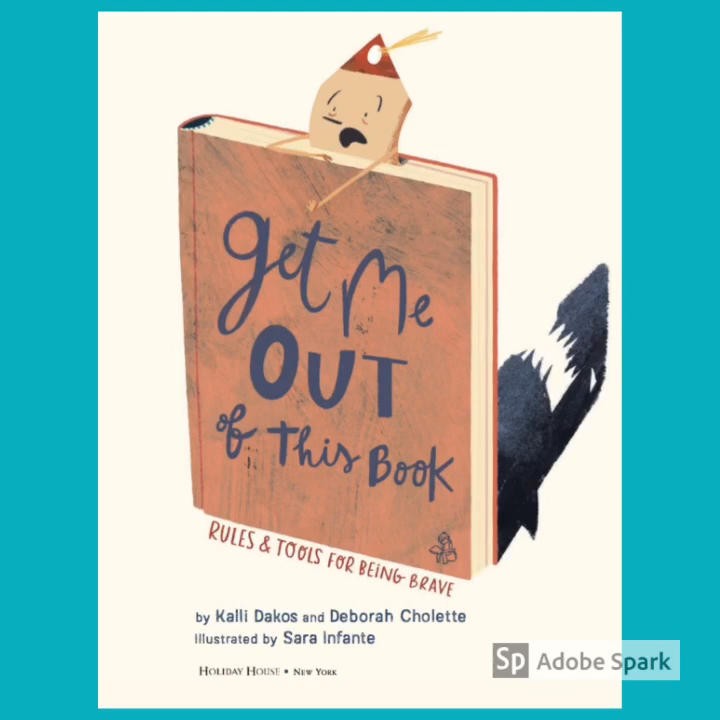 get Me
OUT
of This Book
RULES & TOOLS FOR BEING BRAVE
by Kalli Dakos and Deborah Cholette
Illustrated by Sara Infante
HOLIDAY HOUSE • NEW YORK
Sp Adobe Spark